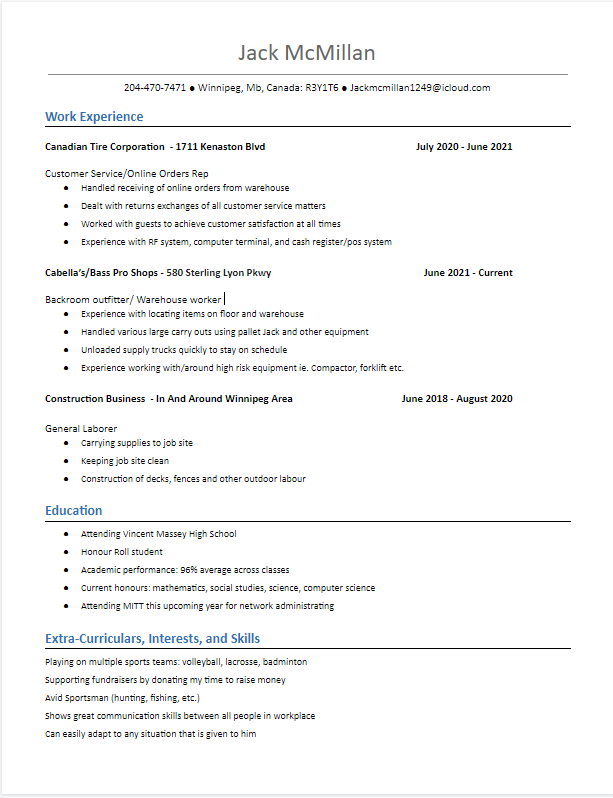 Jack McMillan
204-470-7471 ● Winnipeg, Mb, Canada: R3Y1T6 ● Jackmcmillan1249@icloud.com
Work Experience
Canadian Tire Corporation - 1711 Kenaston Blvd July 2020 - June 2021
Customer Service/Online Orders Rep
● Handled receiving of online orders from warehouse
● Dealt with returns exchanges of all customer service matters
● Worked with guests to achieve customer satisfaction at all times
● Experience with RF system, computer terminal, and cash register/pos system
Cabella's/Bass Pro Shops - 580 Sterling Lyon Pkwy June 2021 - Current
Backroom outfitter/ Warehouse worker
● Experience with locating items on floor and warehouse
● Handled various large carry outs using pallet Jack and other equipment
● Unloaded supply trucks quickly to stay on schedule
● Experience working with/around high risk equipment ie. Compactor, forklift etc.
Construction Business - In And Around Winnipeg Area June 2018 - August 2020
General Laborer
● Carrying supplies to job site
● Keeping job site clean
● Construction of decks, fences and other outdoor labour
Education
● Attending Vincent Massey High School
● Honour Roll student
● Academic performance: 96% average across classes
● Current honours: mathematics, social studies, science, computer science
● Attending MITT this upcoming year for network administrating
Extra-Curriculars, Interests, and Skills
Playing on multiple sports teams: volleyball, lacrosse, badminton
Supporting fundraisers by donating my time to raise money
Avid Sportsman (hunting, fishing, etc.)
Shows great communication skills between all people in workplace
Can easily adapt to any situation that is given to him